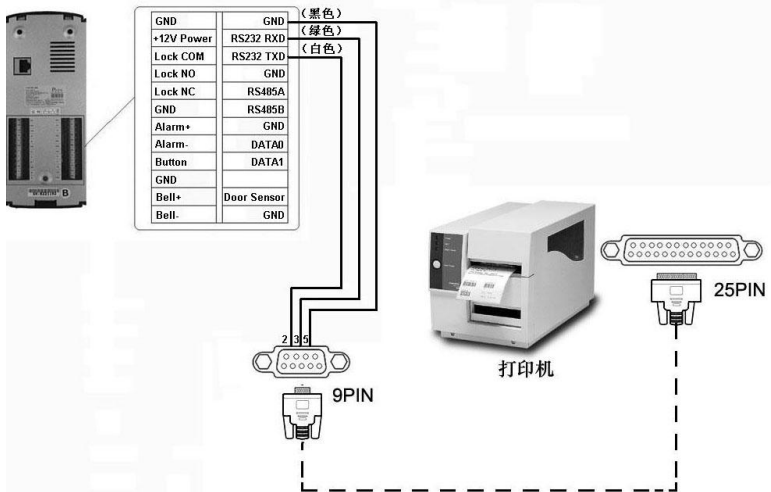 GND GND (黑色)
+12V Power RS232 RXD (绿色)
Lock COM RS232 TXD (白色)
Lock NO GND
Lock NC RS485A
GND RS485B
Alarm+ GND
Alarm- DATA0
Button DATA1
GND
Bell+ Door Sensor
Bell- GND
B
2 3 5
9PIN
打印机
25PIN